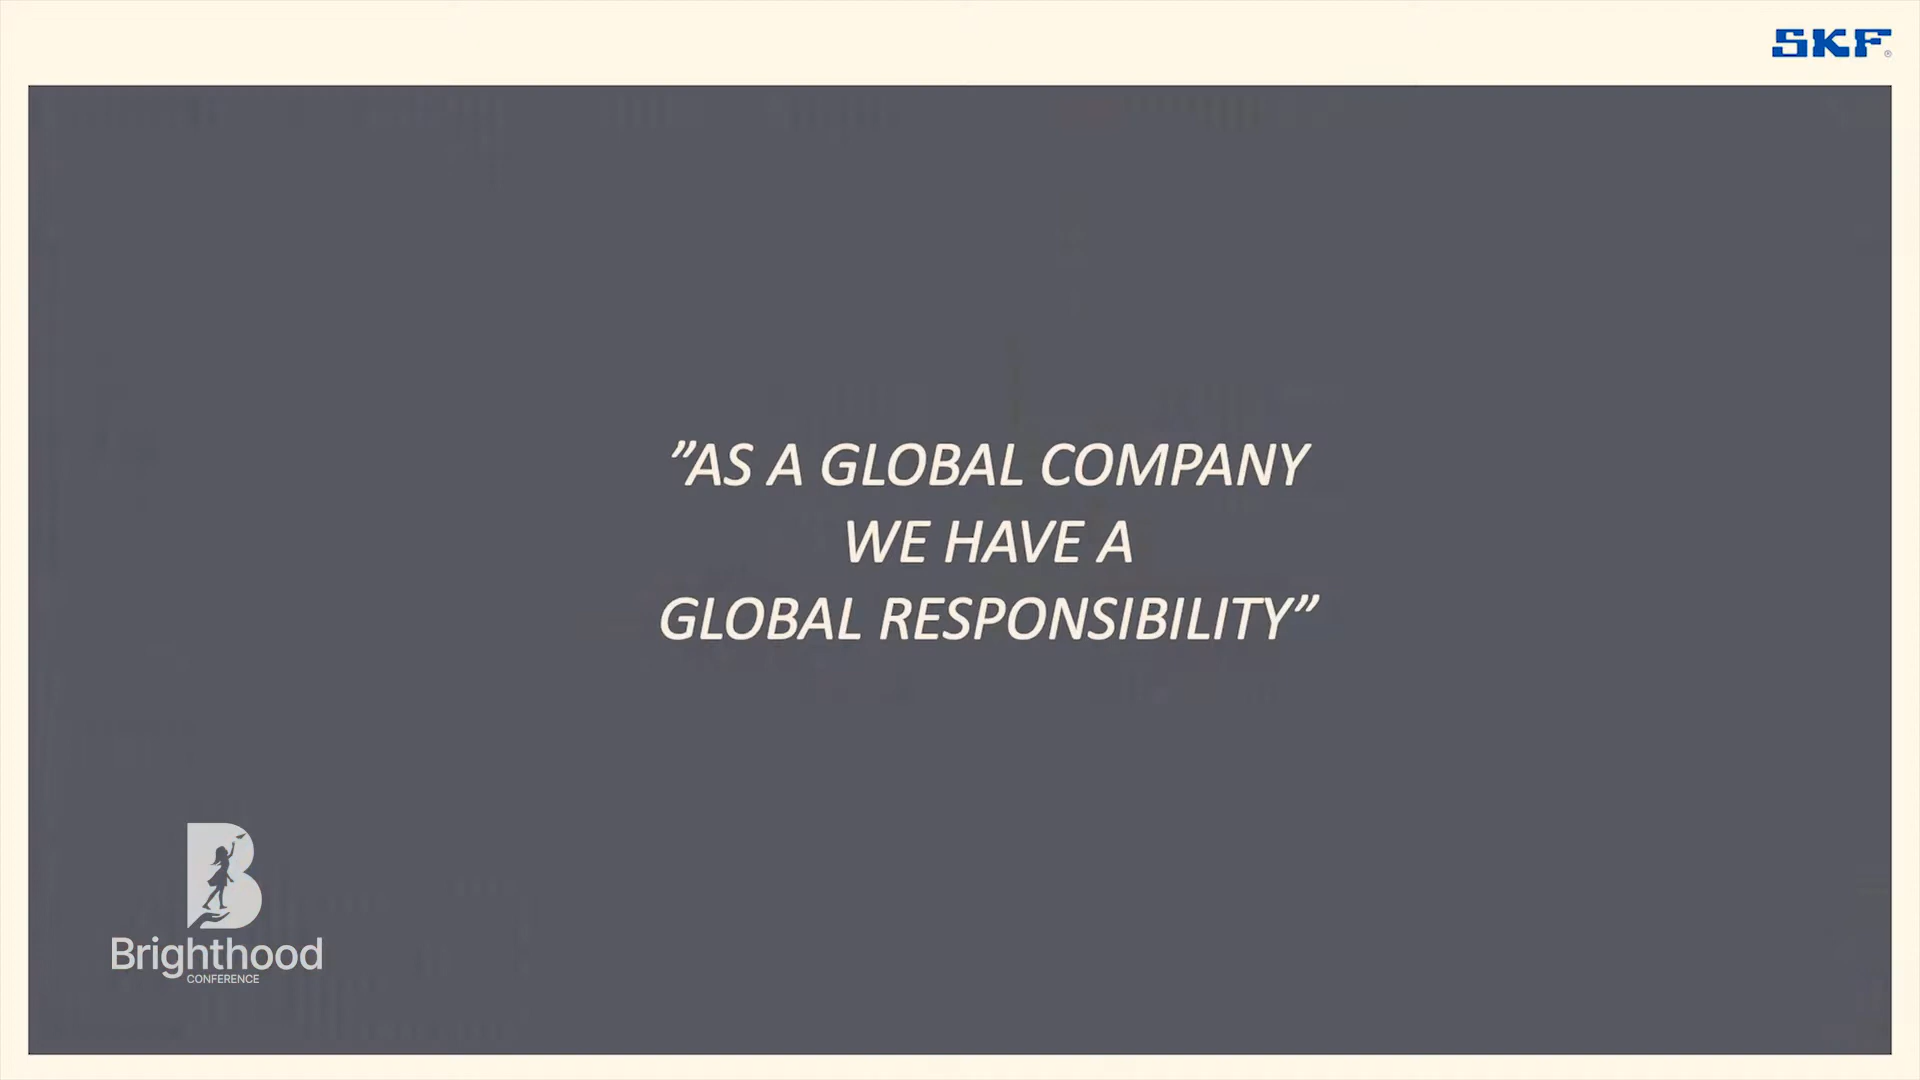 SKF®
”AS A GLOBAL COMPANY
WE HAVE A
GLOBAL RESPONSIBILITY”
Brighthood
CONFERENCE